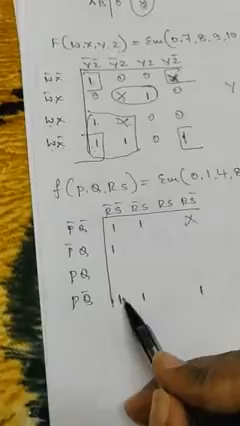 AB | 0
F(W,X,Y,Z) = Σm(0,7,8,9,10
Y̅Z̅ Y̅Z YZ YZ̅
W̅X̅ 1 0 0 X
W̅X 0 X 1 0
WX 1 X 0 0
WX̅ 1 1 0 1
Y
f(P,Q,R,S) = Σm(0,1,4,8
R̅S̅ R̅S RS RS̅
P̅Q̅ 1 1 X
P̅Q 1
PQ
PQ̅ 1 1 1